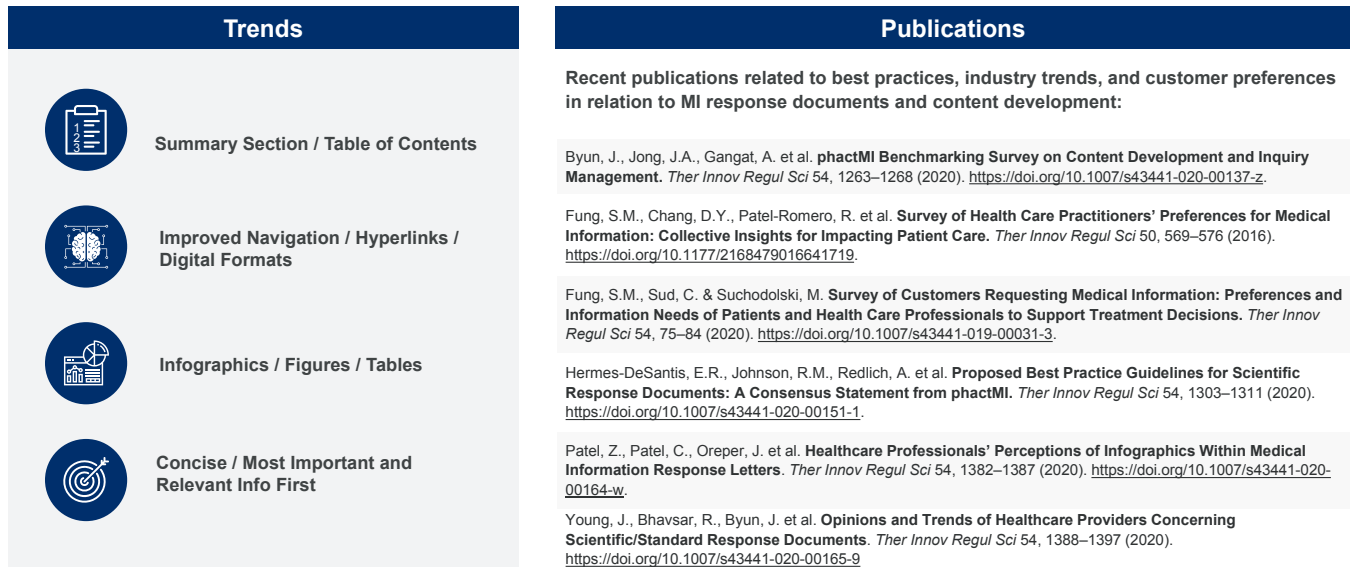 Trends
1
2
3
Summary Section / Table of Contents
Improved Navigation / Hyperlinks /
Digital Formats
Infographics / Figures / Tables
Concise / Most Important and
Relevant Info First
Publications
Recent publications related to best practices, industry trends, and customer preferences
in relation to MI response documents and content development:
Byun, J., Jong, J.A., Gangat, A. et al. phactMI Benchmarking Survey on Content Development and Inquiry
Management. Ther Innov Regul Sci 54, 1263–1268 (2020). https://doi.org/10.1007/s43441-020-00137-z.
Fung, S.M., Chang, D.Y., Patel-Romero, R. et al. Survey of Health Care Practitioners’ Preferences for Medical
Information: Collective Insights for Impacting Patient Care. Ther Innov Regul Sci 50, 569–576 (2016).
https://doi.org/10.1177/2168479016641719.
Fung, S.M., Sud, C. & Suchodolski, M. Survey of Customers Requesting Medical Information: Preferences and
Information Needs of Patients and Health Care Professionals to Support Treatment Decisions. Ther Innov
Regul Sci 54, 75–84 (2020). https://doi.org/10.1007/s43441-019-00031-3.
Hermes-DeSantis, E.R., Johnson, R.M., Redlich, A. et al. Proposed Best Practice Guidelines for Scientific
Response Documents: A Consensus Statement from phactMI. Ther Innov Regul Sci 54, 1303–1311 (2020).
https://doi.org/10.1007/s43441-020-00151-1.
Patel, Z., Patel, C., Oreper, J. et al. Healthcare Professionals’ Perceptions of Infographics Within Medical
Information Response Letters. Ther Innov Regul Sci 54, 1382–1387 (2020). https://doi.org/10.1007/s43441-020-
00164-w.
Young, J., Bhavsar, R., Byun, J. et al. Opinions and Trends of Healthcare Providers Concerning
Scientific/Standard Response Documents. Ther Innov Regul Sci 54, 1388–1397 (2020).
https://doi.org/10.1007/s43441-020-00165-9